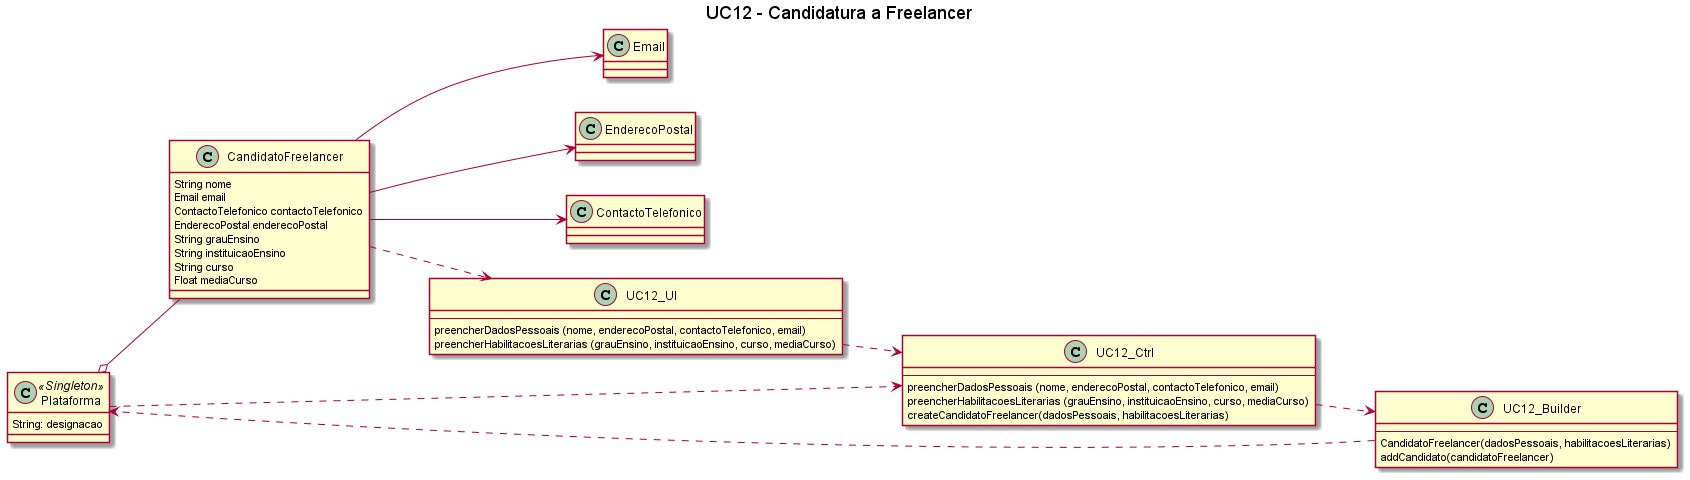 UC12 - Candidatura a Freelancer
C Email
C EnderecoPostal
C CandidatoFreelancer
String nome
Email email
ContactoTelefonico contactoTelefonico
EnderecoPostal enderecoPostal
String grauEnsino
String instituicaoEnsino
String curso
Float mediaCurso
C ContactoTelefonico
C UC12_UI
preencherDadosPessoais (nome, enderecoPostal, contactoTelefonico, email)
preencherHabilitacoesLiterarias (grauEnsino, instituicaoEnsino, curso, mediaCurso)
C UC12_Ctrl
preencherDadosPessoais (nome, enderecoPostal, contactoTelefonico, email)
preencherHabilitacoesLiterarias (grauEnsino, instituicaoEnsino, curso, mediaCurso)
createCandidatoFreelancer(dadosPessoais, habilitacoesLiterarias)
«Singleton»
C Plataforma
String: designacao
C UC12_Builder
CandidatoFreelancer(dadosPessoais, habilitacoesLiterarias)
addCandidato(candidatoFreelancer)